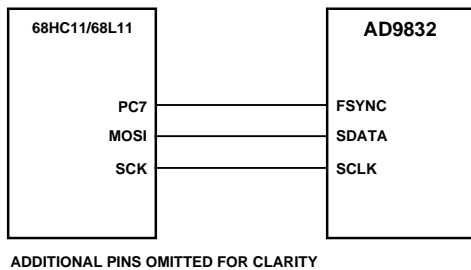 68HC11/68L11
AD9832
PC7
FSYNC
MOSI
SDATA
SCK
SCLK
ADDITIONAL PINS OMITTED FOR CLARITY